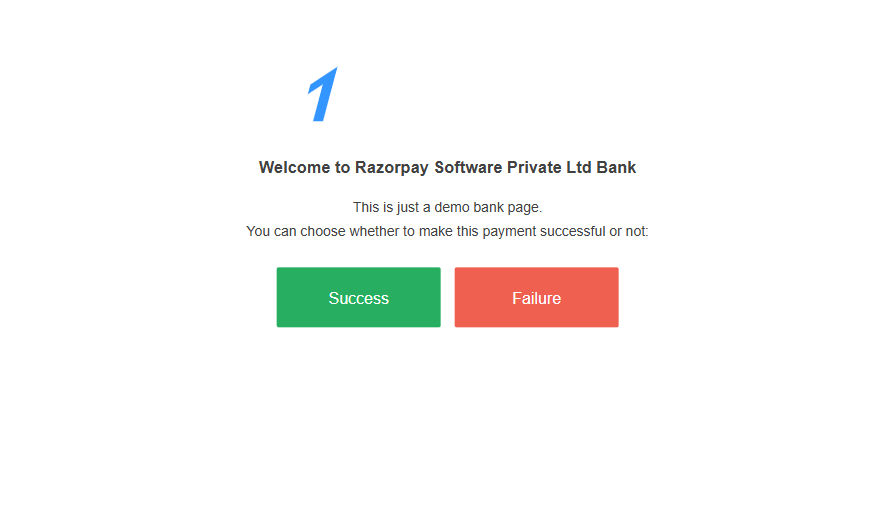 Welcome to Razorpay Software Private Ltd Bank
This is just a demo bank page.
You can choose whether to make this payment successful or not:
Success
Failure